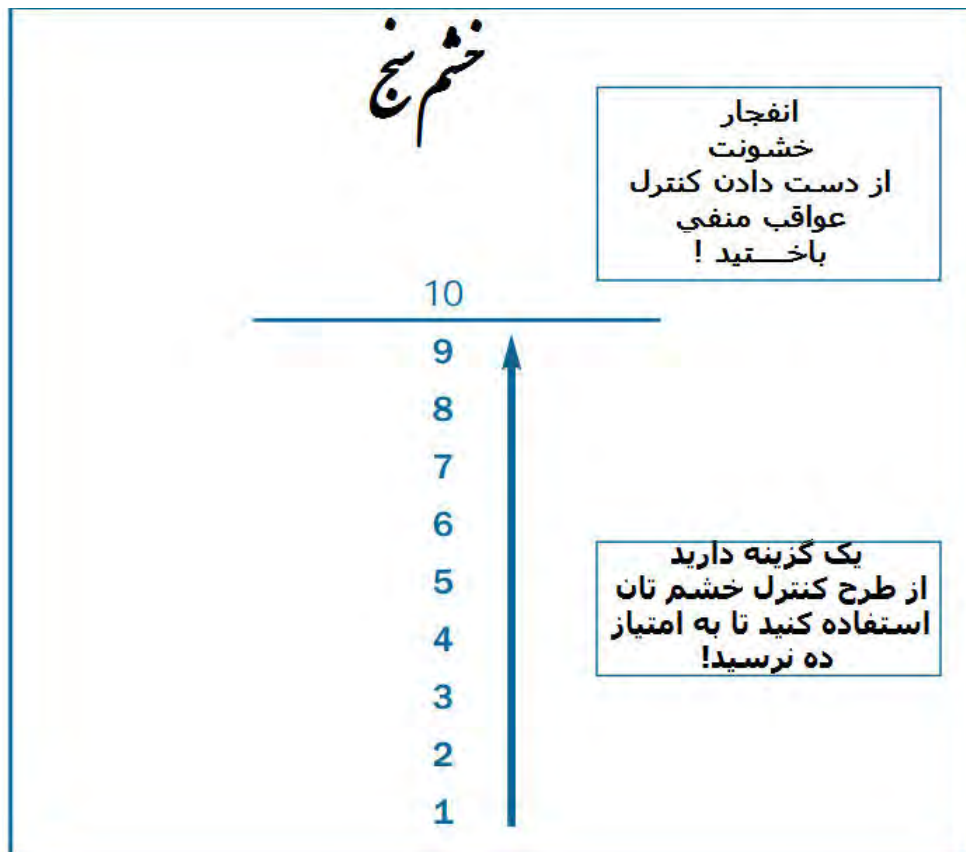 خشم سنج
انفجار
خشونت
از دست دادن کنترل
عواقب منفي
باخـــتید !
10
9
8
7
6
5
4
3
2
1
یک گزینه دارید
از طرح کنترل خشم تان
استفاده کنید تا به امتیاز
ده نرسید!